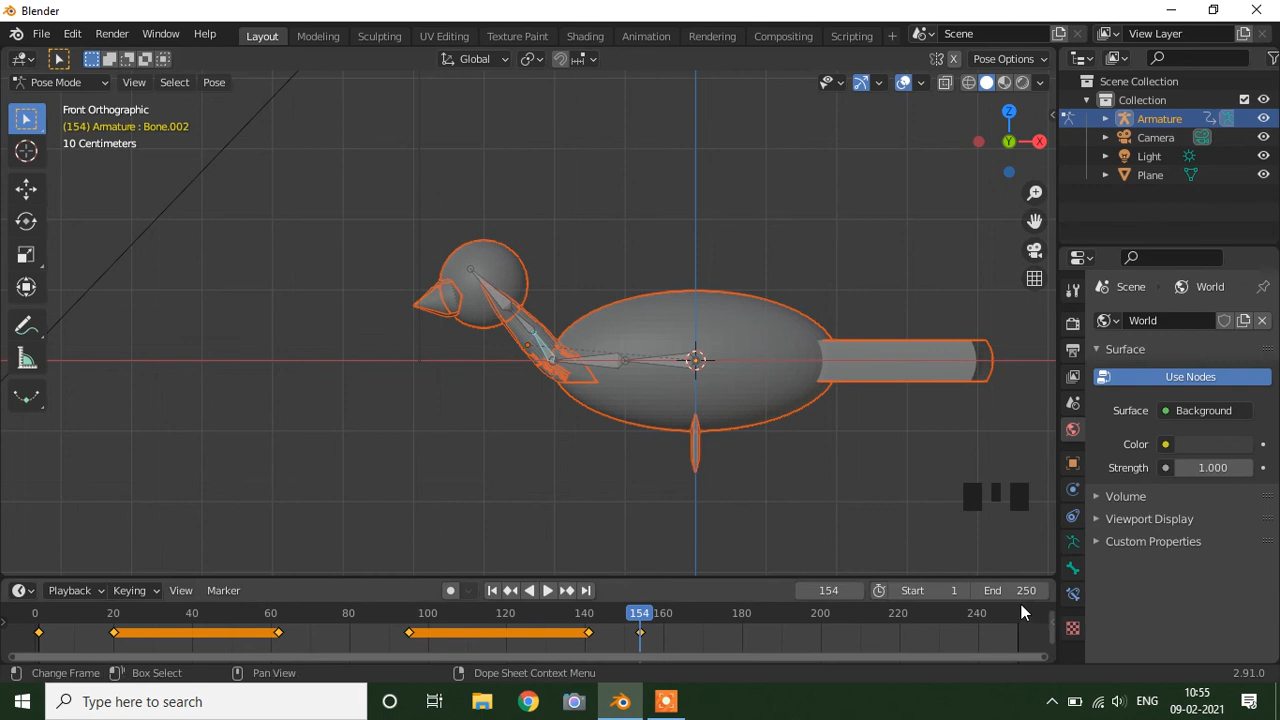 Blender
File Edit Render Window Help Layout Modeling Sculpting UV Editing Texture Paint Shading Animation Rendering Compositing Scripting + Scene View Layer
Global X Pose Options
Pose Mode View Select Pose
Front Orthographic
(154) Armature : Bone.002
10 Centimeters
Z
Y X
Scene Collection
Collection
Armature
Camera
Light
Plane
Scene World
World
Surface
Use Nodes
Surface Background
Color
Strength 1.000
Volume
Viewport Display
Custom Properties
Playback Keying View Marker 154 Start 1 End 250
0 20 40 60 80 100 120 140 154 160 180 200 220 240
Change Frame Box Select Pan View Dope Sheet Context Menu 2.91.0
Type here to search ENG 10:55
09-02-2021